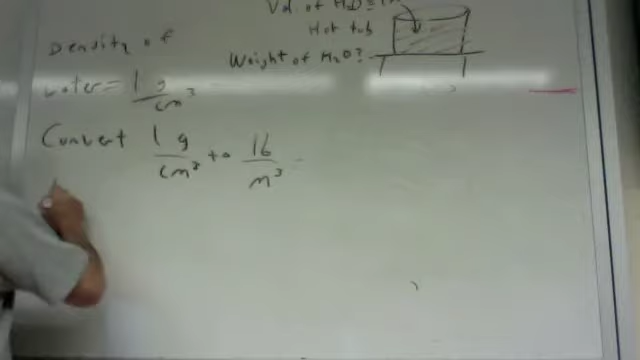 Vol. of H₂O
Hot tub
Weight of H₂O?
Density of
water = 1 g
cm³
Convert 1 g to 1 lb =
cm³ m³